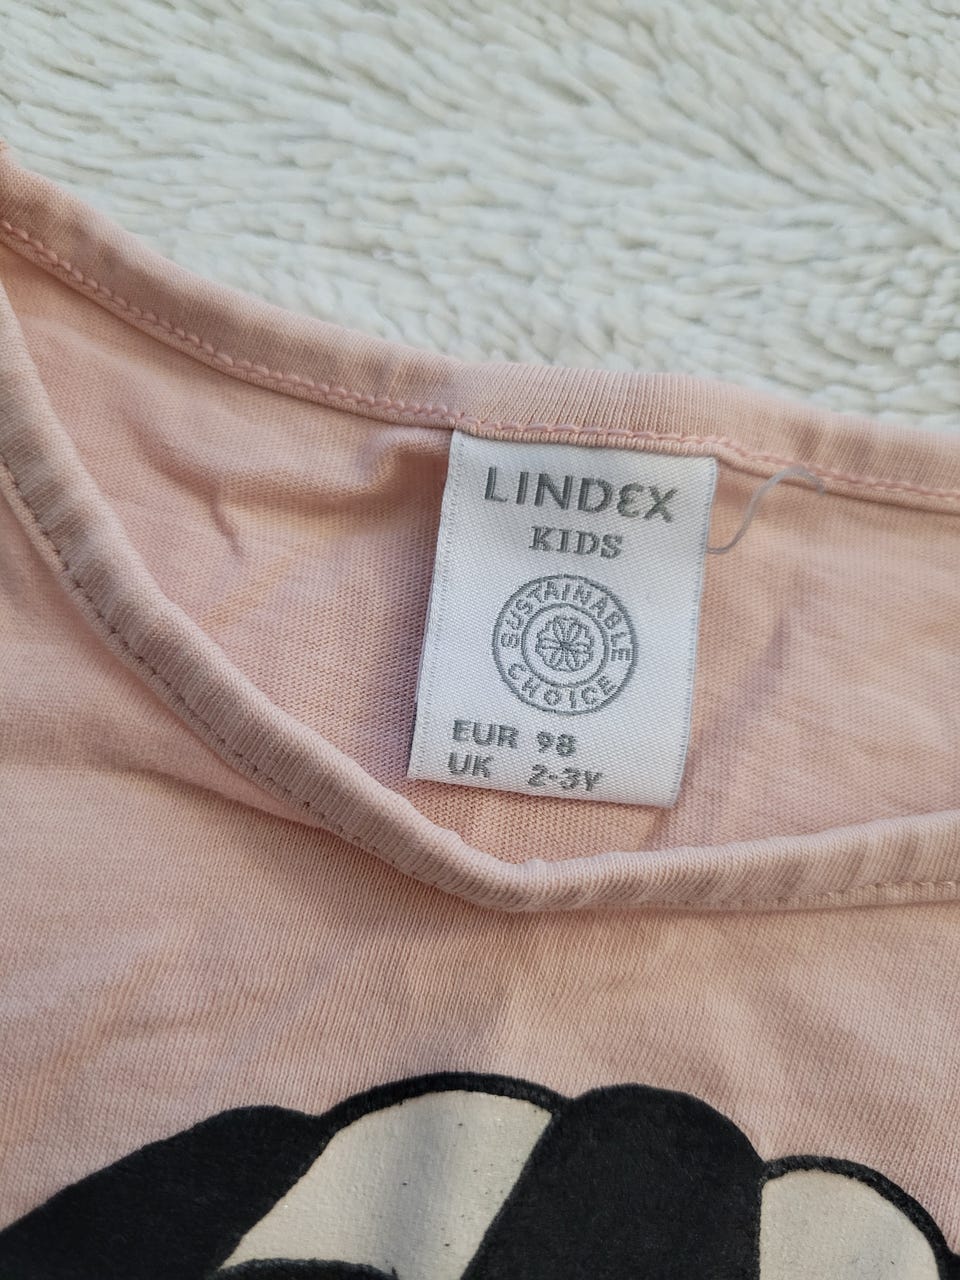 LINDEX
KIDS
SUSTAINABLE
CHOICE
EUR 98
UK 2-3Y